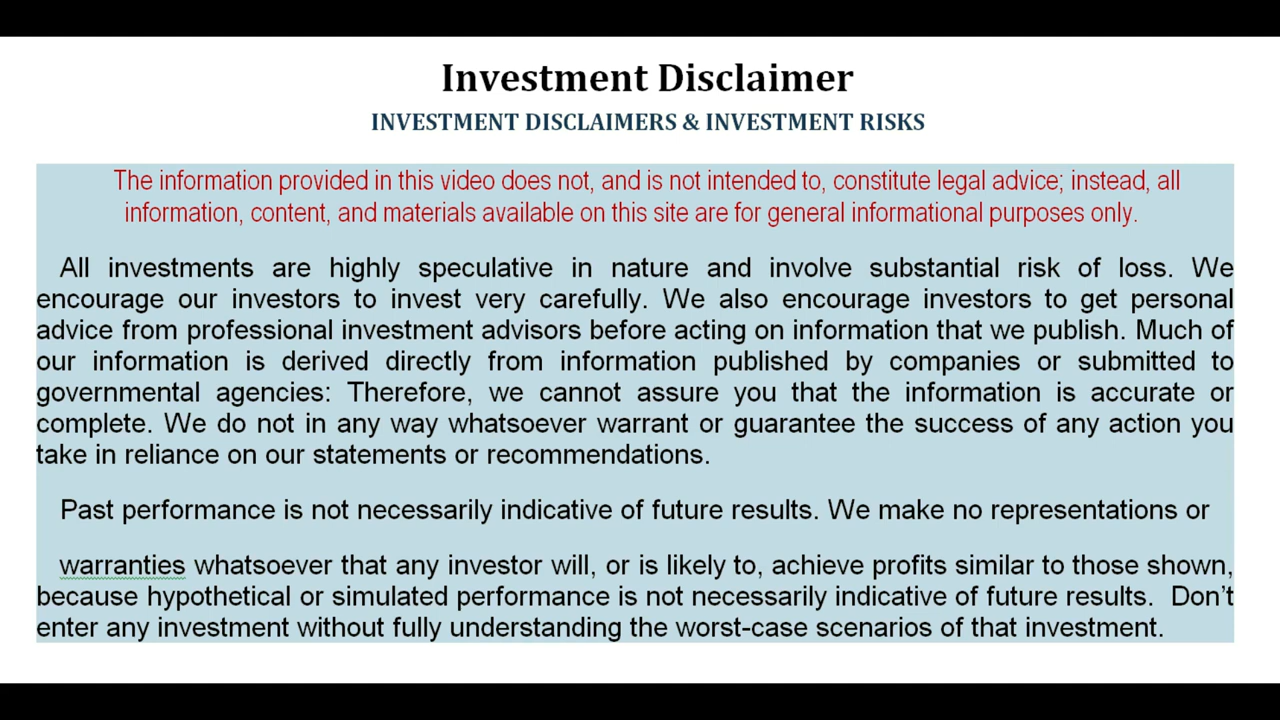 Investment Disclaimer
INVESTMENT DISCLAIMERS & INVESTMENT RISKS
The information provided in this video does not, and is not intended to, constitute legal advice; instead, all
information, content, and materials available on this site are for general informational purposes only.
All investments are highly speculative in nature and involve substantial risk of loss. We
encourage our investors to invest very carefully. We also encourage investors to get personal
advice from professional investment advisors before acting on information that we publish. Much of
our information is derived directly from information published by companies or submitted to
governmental agencies: Therefore, we cannot assure you that the information is accurate or
complete. We do not in any way whatsoever warrant or guarantee the success of any action you
take in reliance on our statements or recommendations.
Past performance is not necessarily indicative of future results. We make no representations or
warranties whatsoever that any investor will, or is likely to, achieve profits similar to those shown,
because hypothetical or simulated performance is not necessarily indicative of future results. Don’t
enter any investment without fully understanding the worst-case scenarios of that investment.